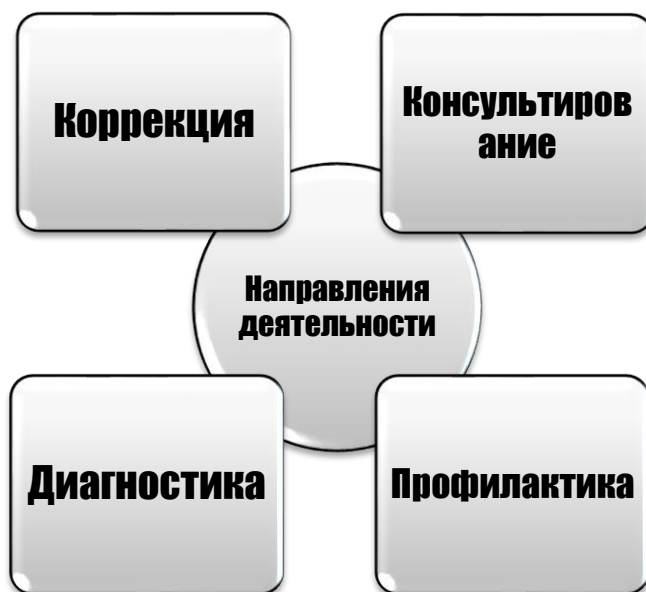 Коррекция
Консультиров
ание
Направления
деятельности
Диагностика
Профилактика